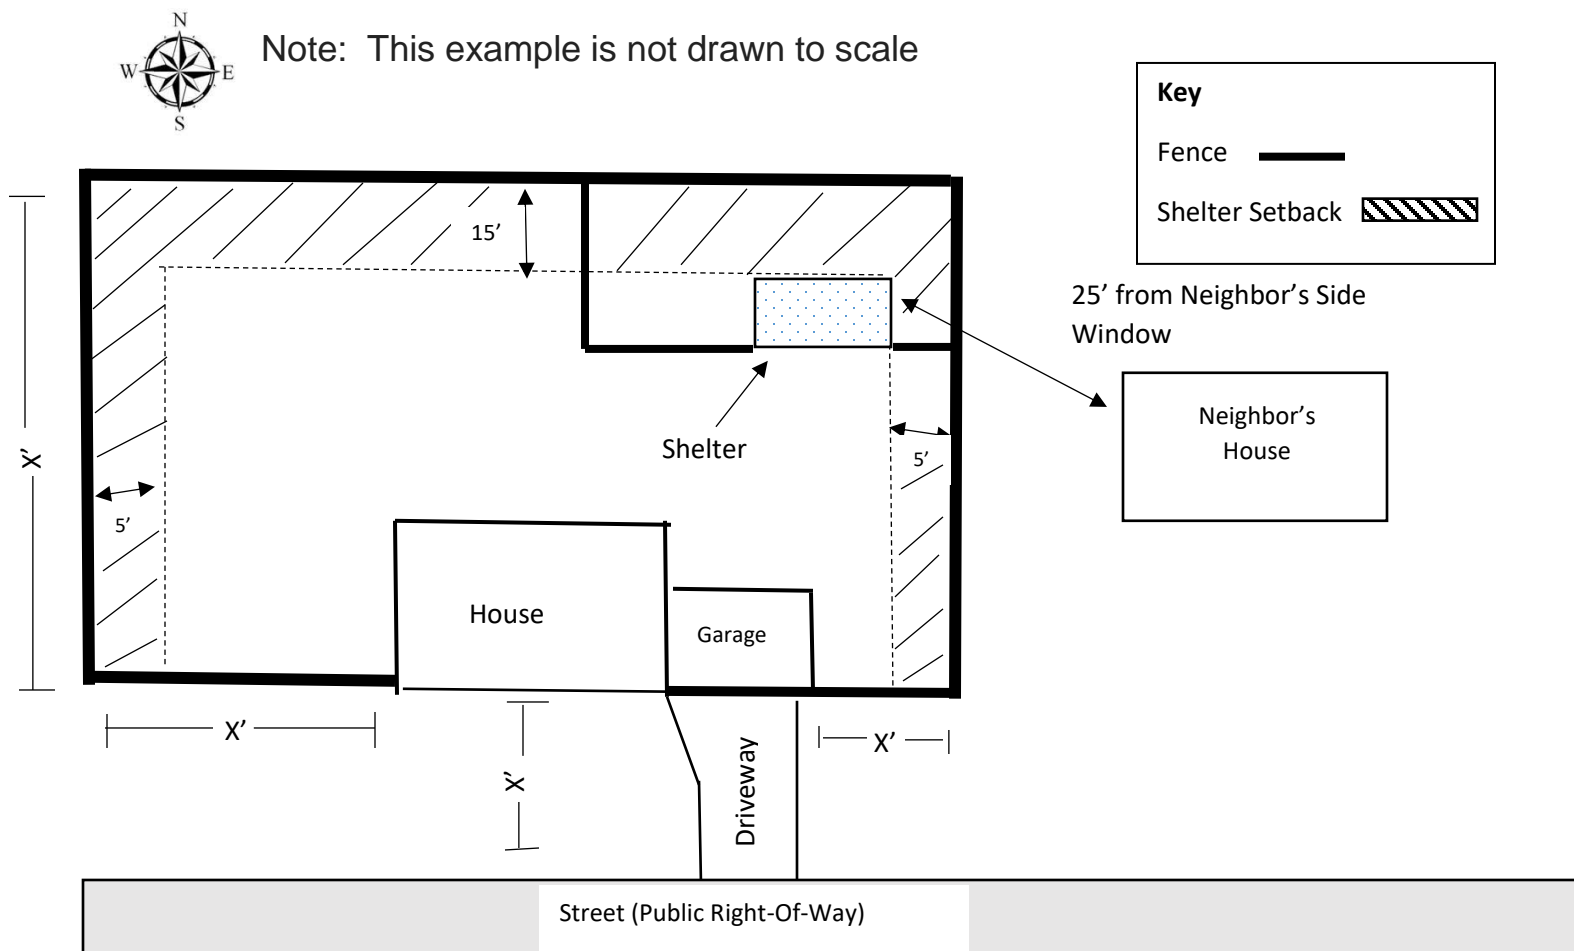 N
W E
S
Note: This example is not drawn to scale
Key
Fence
Shelter Setback
15’
25’ from Neighbor’s Side
Window
Neighbor’s
House
Shelter
5’
X’
5’
House
Garage
X’
X’
X’
Driveway
Street (Public Right-Of-Way)